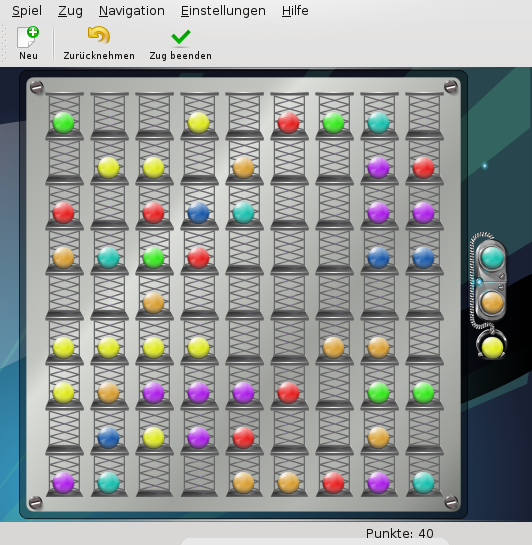 Spiel Zug Navigation Einstellungen Hilfe
Neu Zurücknehmen Zug beenden
Punkte: 40